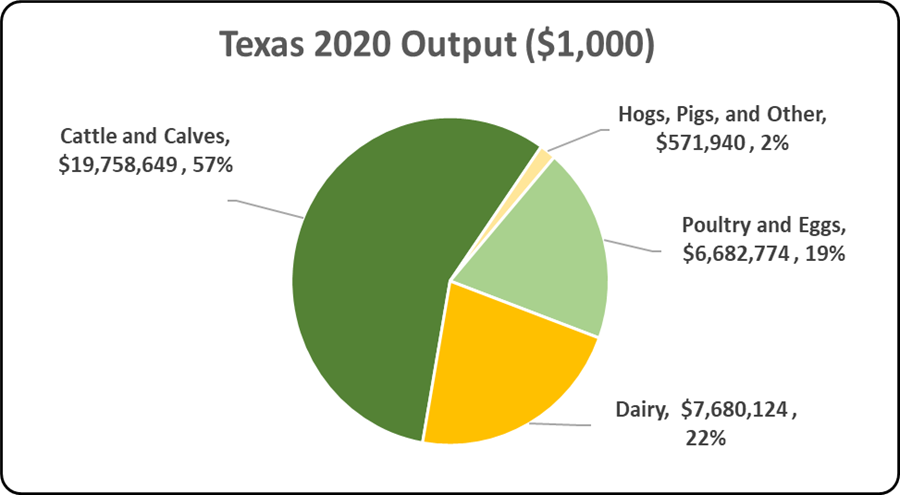 Texas 2020 Output ($1,000)
Cattle and Calves,
$19,758,649 , 57%
Hogs, Pigs, and Other,
$571,940 , 2%
Poultry and Eggs,
$6,682,774 , 19%
Dairy, $7,680,124 ,
22%